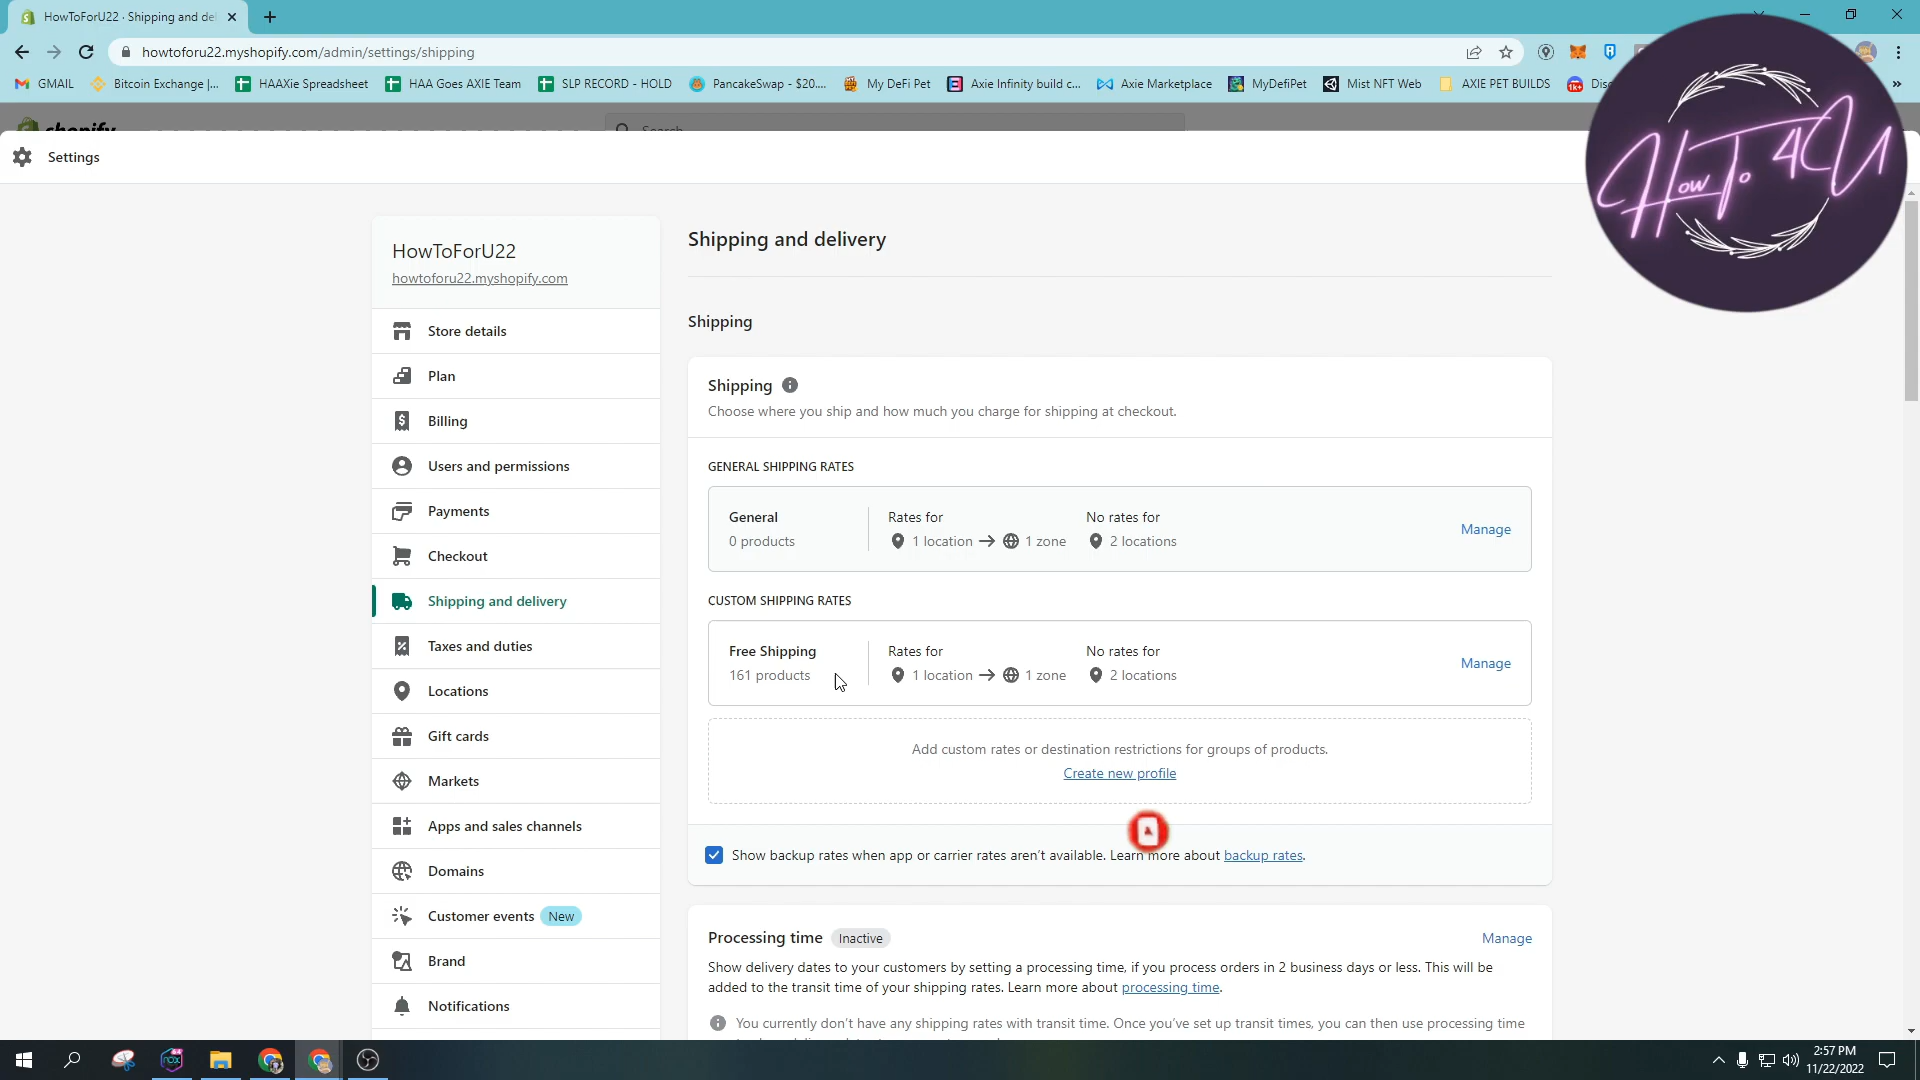 HowToForU22 · Shipping and del
howtoforu22.myshopify.com/admin/settings/shipping
GMAIL
Bitcoin Exchange |...
HAAXie Spreadsheet
HAA Goes AXIE Team
SLP RECORD - HOLD
PancakeSwap - $20....
My DeFi Pet
Axie Infinity build c...
Axie Marketplace
MyDefiPet
Mist NFT Web
AXIE PET BUILDS
1k+
»
shopify
Search
HowTo 4U
Settings
HowToForU22
howtoforu22.myshopify.com
Store details
Plan
Billing
Users and permissions
Payments
Checkout
Shipping and delivery
Taxes and duties
Locations
Gift cards
Markets
Apps and sales channels
Domains
Customer events New
Brand
Notifications
Shipping and delivery
Shipping
Shipping
Choose where you ship and how much you charge for shipping at checkout.
GENERAL SHIPPING RATES
General
0 products
Rates for
1 location → 1 zone
No rates for
2 locations
Manage
CUSTOM SHIPPING RATES
Free Shipping
161 products
Rates for
1 location → 1 zone
No rates for
2 locations
Manage
Add custom rates or destination restrictions for groups of products.
Create new profile
Show backup rates when app or carrier rates aren't available. Learn more about backup rates.
Processing time Inactive
Manage
Show delivery dates to your customers by setting a processing time, if you process orders in 2 business days or less. This will be
added to the transit time of your shipping rates. Learn more about processing time.
You currently don't have any shipping rates with transit time. Once you've set up transit times, you can then use processing time
2:57 PM
11/22/2022